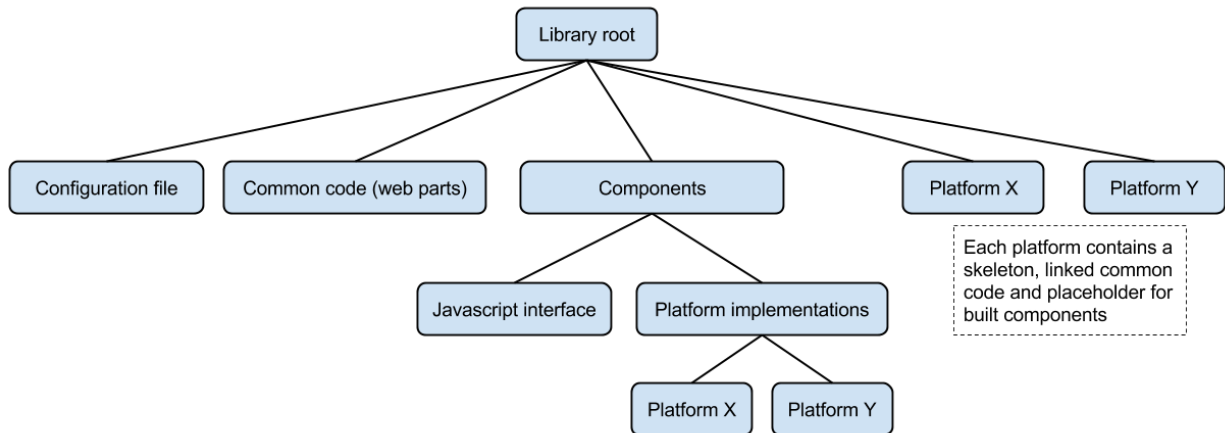 Library root
Configuration file
Common code (web parts)
Components
Platform X
Platform Y
Each platform contains a
skeleton, linked common
code and placeholder for
built components
Javascript interface
Platform implementations
Platform X
Platform Y